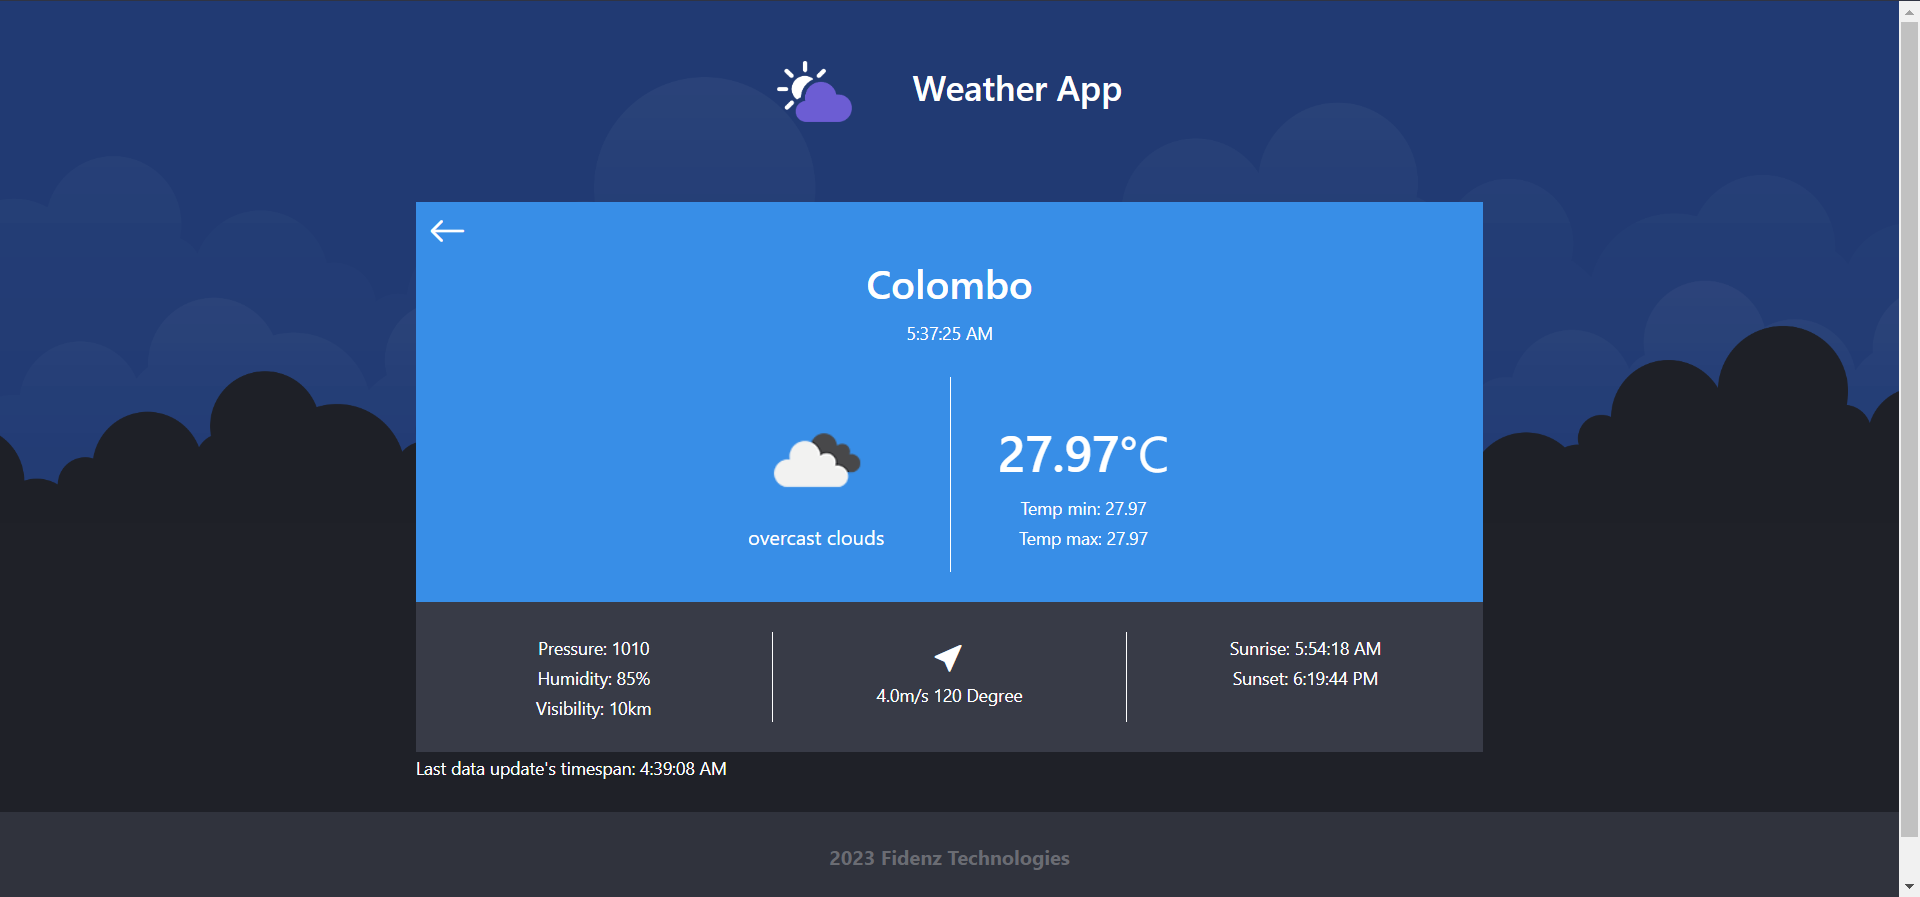 Weather App
Colombo
5:37:25 AM
overcast clouds
27.97°C
Temp min: 27.97
Temp max: 27.97
Pressure: 1010
Humidity: 85%
Visibility: 10km
4.0m/s 120 Degree
Sunrise: 5:54:18 AM
Sunset: 6:19:44 PM
Last data update's timespan: 4:39:08 AM
2023 Fidenz Technologies